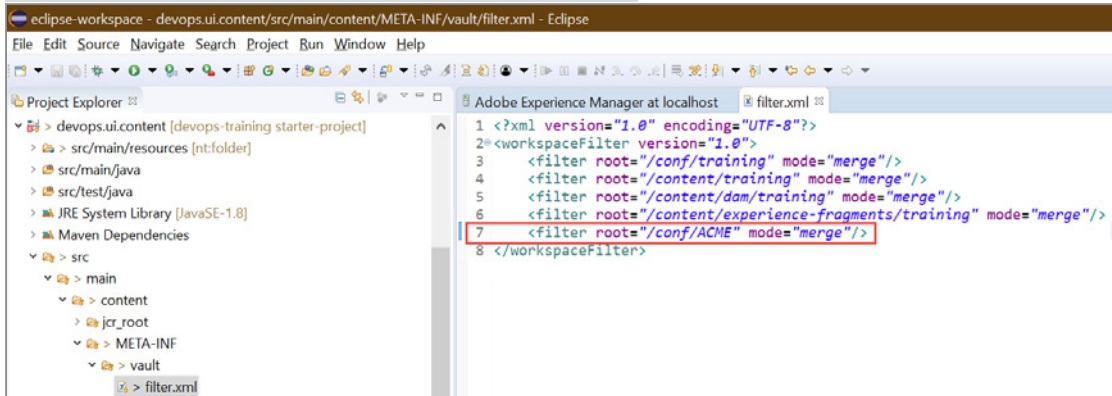 eclipse-workspace - devops.ui.content/src/main/content/META-INF/vault/filter.xml - Eclipse
File Edit Source Navigate Search Project Run Window Help
Project Explorer
devops.ui.content [devops-training starter-project]
> src/main/resources [nt:folder]
src/main/java
src/test/java
JRE System Library [JavaSE-1.8]
Maven Dependencies
> src
> main
> content
jcr_root
> META-INF
> vault
> filter.xml
Adobe Experience Manager at localhost filter.xml
1 <?xml version="1.0" encoding="UTF-8"?>
2 <workspaceFilter version="1.0">
3 <filter root="/conf/training" mode="merge"/>
4 <filter root="/content/training" mode="merge"/>
5 <filter root="/content/dam/training" mode="merge"/>
6 <filter root="/content/experience-fragments/training" mode="merge"/>
7 <filter root="/conf/ACME" mode="merge"/>
8 </workspaceFilter>